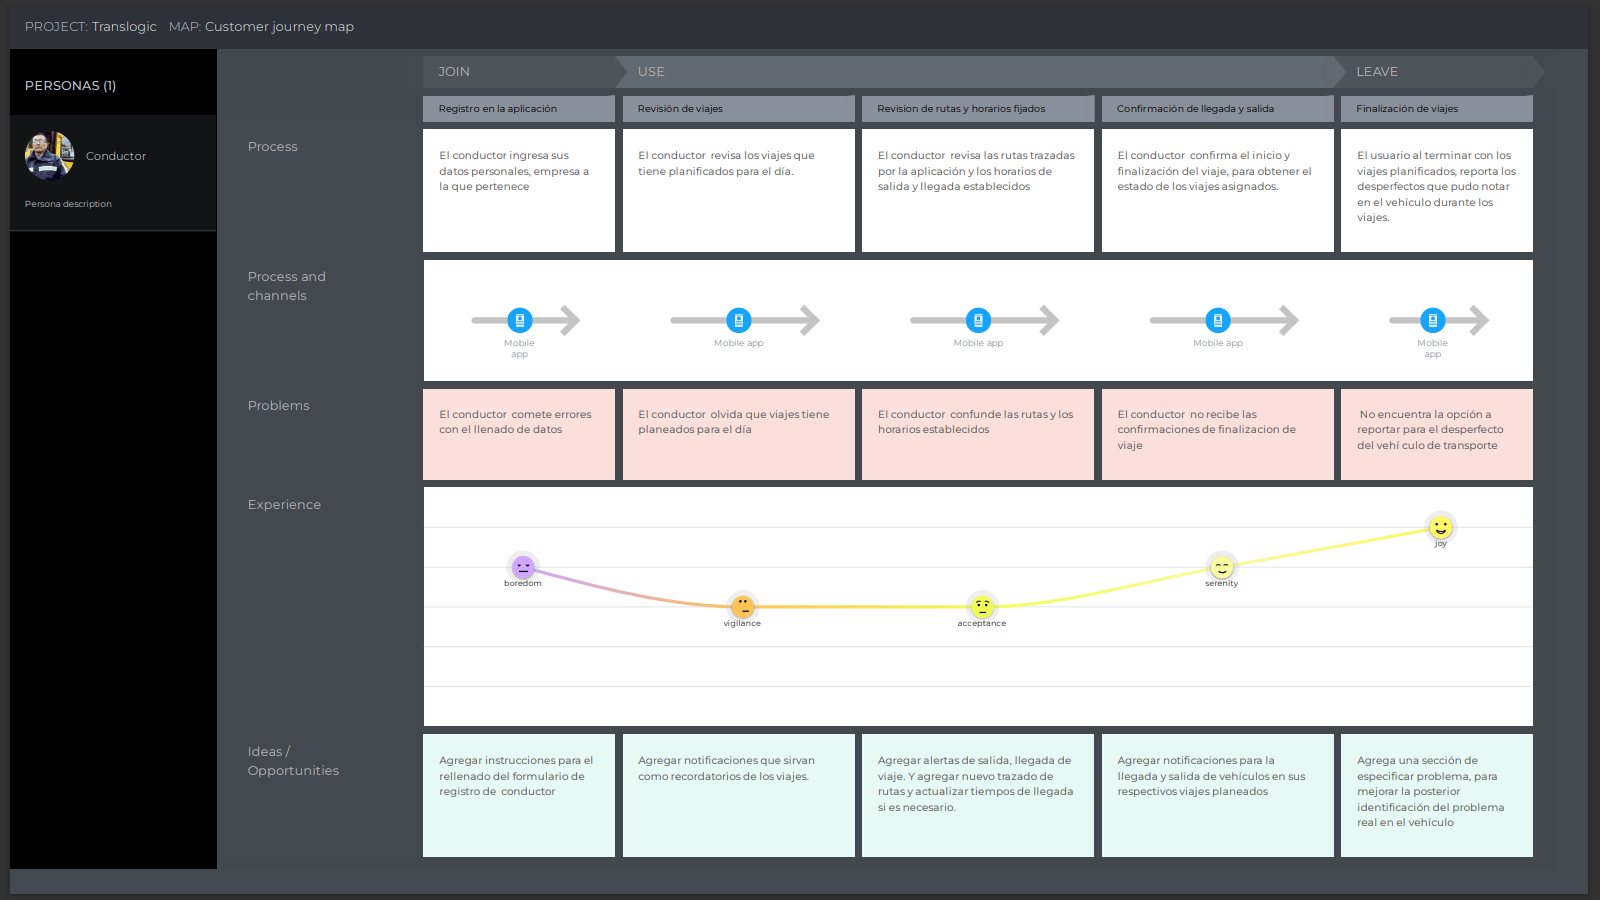 PROJECT: Translogic MAP: Customer journey map
PERSONAS (1)
Conductor
Persona description
JOIN
USE
LEAVE
Registro en la aplicación
Revisión de viajes
Revision de rutas y horarios fijados
Confirmación de llegada y salida
Finalización de viajes
Process
El conductor ingresa sus
datos personales, empresa a
la que pertenece
El conductor revisa los viajes que
tiene planificados para el día.
El conductor revisa las rutas trazadas
por la aplicación y los horarios de
salida y llegada establecidos
El conductor confirma el inicio y
finalización del viaje, para obtener el
estado de los viajes asignados.
El usuario al terminar con los
viajes planificados, reporta los
desperfectos que pudo notar
en el vehículo durante los
viajes.
Process and
channels
Mobile
app
Mobile app
Mobile app
Mobile app
Mobile
app
Problems
El conductor comete errores
con el llenado de datos
El conductor olvida que viajes tiene
planeados para el día
El conductor confunde las rutas y los
horarios establecidos
El conductor no recibe las
confirmaciones de finalizacion de
viaje
No encuentra la opción a
reportar para el desperfecto
del vehí culo de transporte
Experience
boredom
vigilance
acceptance
serenity
joy
Ideas /
Opportunities
Agregar instrucciones para el
rellenado del formulario de
registro de conductor
Agregar notificaciones que sirvan
como recordatorios de los viajes.
Agregar alertas de salida, llegada de
viaje. Y agregar nuevo trazado de
rutas y actualizar tiempos de llegada
si es necesario.
Agregar notificaciones para la
llegada y salida de vehículos en sus
respectivos viajes planeados
Agrega una sección de
especificar problema, para
mejorar la posterior
identificación del problema
real en el vehículo